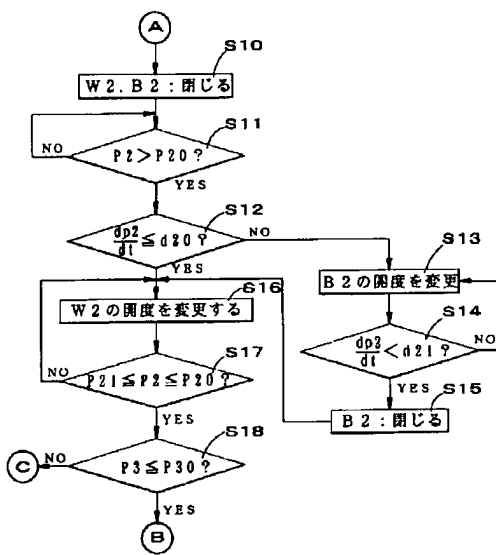 A
S10
W2. B2 : 閉じる
S11
P2＞P20?
NO
YES
S12
dp2/dt ≦ d20?
NO
YES
S13
B2の開度を変更
S16
W2の開度を変更する
S14
dp2/dt < d21?
NO
YES
S17
P21≦P2≦P20?
NO
YES
S15
B2 : 閉じる
S18
P3≦P30?
NO
C
YES
B